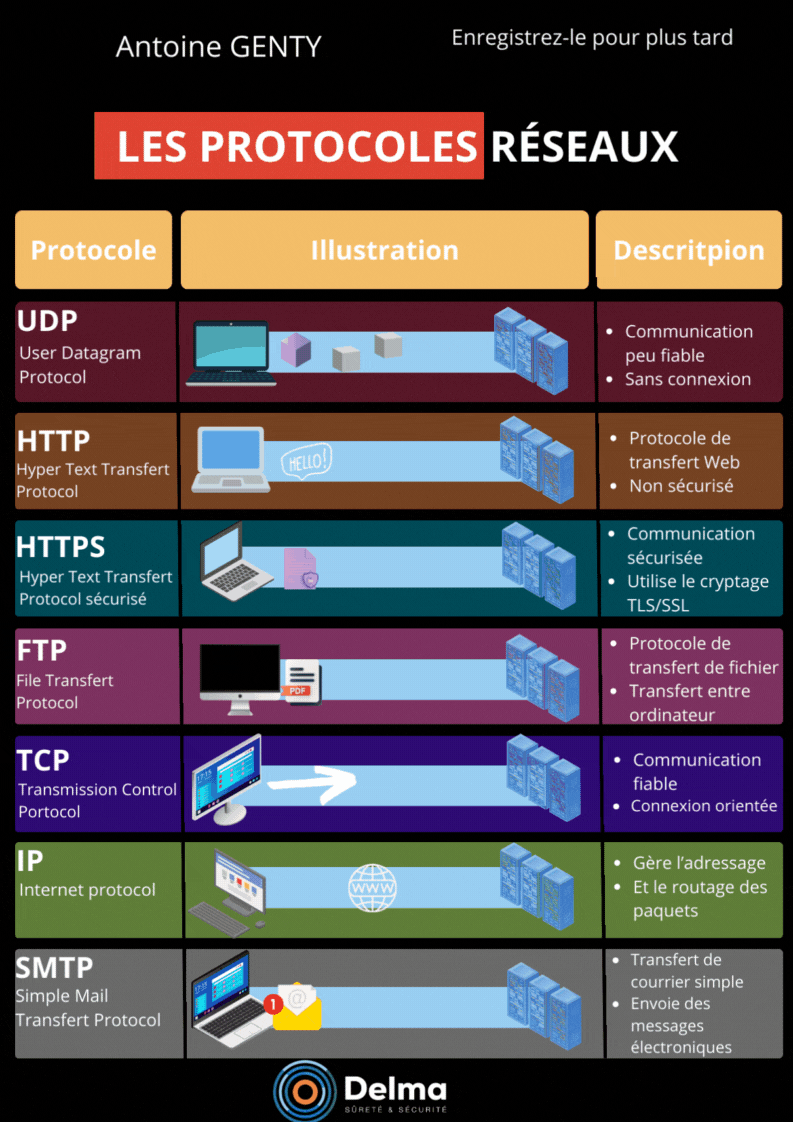 Antoine GENTY
Enregistrez-le pour plus tard
LES PROTOCOLES RÉSEAUX
Protocole
Illustration
Descritpion
UDP
User Datagram
Protocol
• Communication
peu fiable
• Sans connexion
HTTP
Hyper Text Transfert
Protocol
HELLO!
• Protocole de
transfert Web
• Non sécurisé
HTTPS
Hyper Text Transfert
Protocol sécurisé
• Communication
sécurisée
• Utilise le cryptage
TLS/SSL
FTP
File Transfert
Protocol
PDF
• Protocole de
transfert de fichier
• Transfert entre
ordinateur
TCP
Transmission Control
Portocol
17:15
• Communication
fiable
• Connexion orientée
IP
Internet protocol
WWW
• Gère l'adressage
• Et le routage des
paquets
SMTP
Simple Mail
Transfert Protocol
1
@
• Transfert de
courrier simple
• Envoie des
messages
électroniques
Delma
SÛRETÉ & SÉCURITÉ